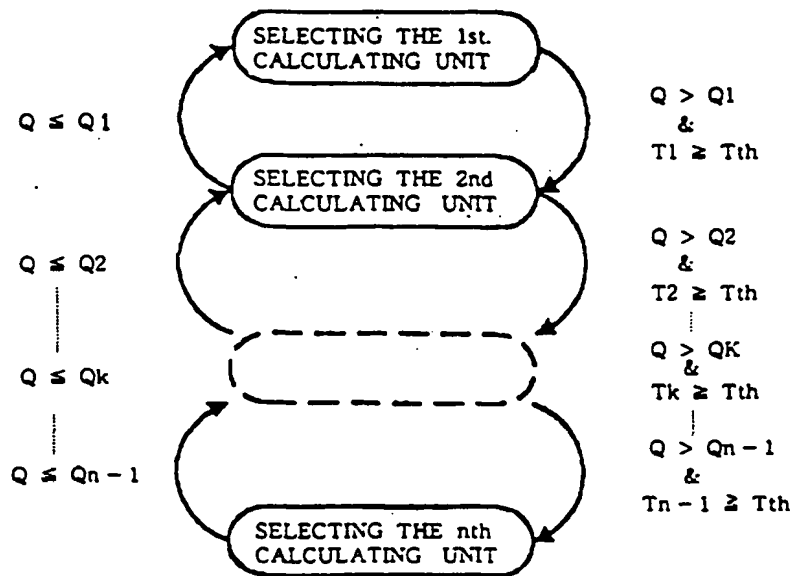 SELECTING THE 1st.
CALCULATING UNIT
Q ≦ Q1
Q > Q1
&
T1 ≧ Tth
SELECTING THE 2nd
CALCULATING UNIT
Q ≦ Q2
Q > Q2
&
T2 ≧ Tth
Q ≦ Qk
Q > QK
&
Tk ≧ Tth
Q ≦ Qn-1
Q > Qn-1
&
Tn-1 ≧ Tth
SELECTING THE nth
CALCULATING UNIT